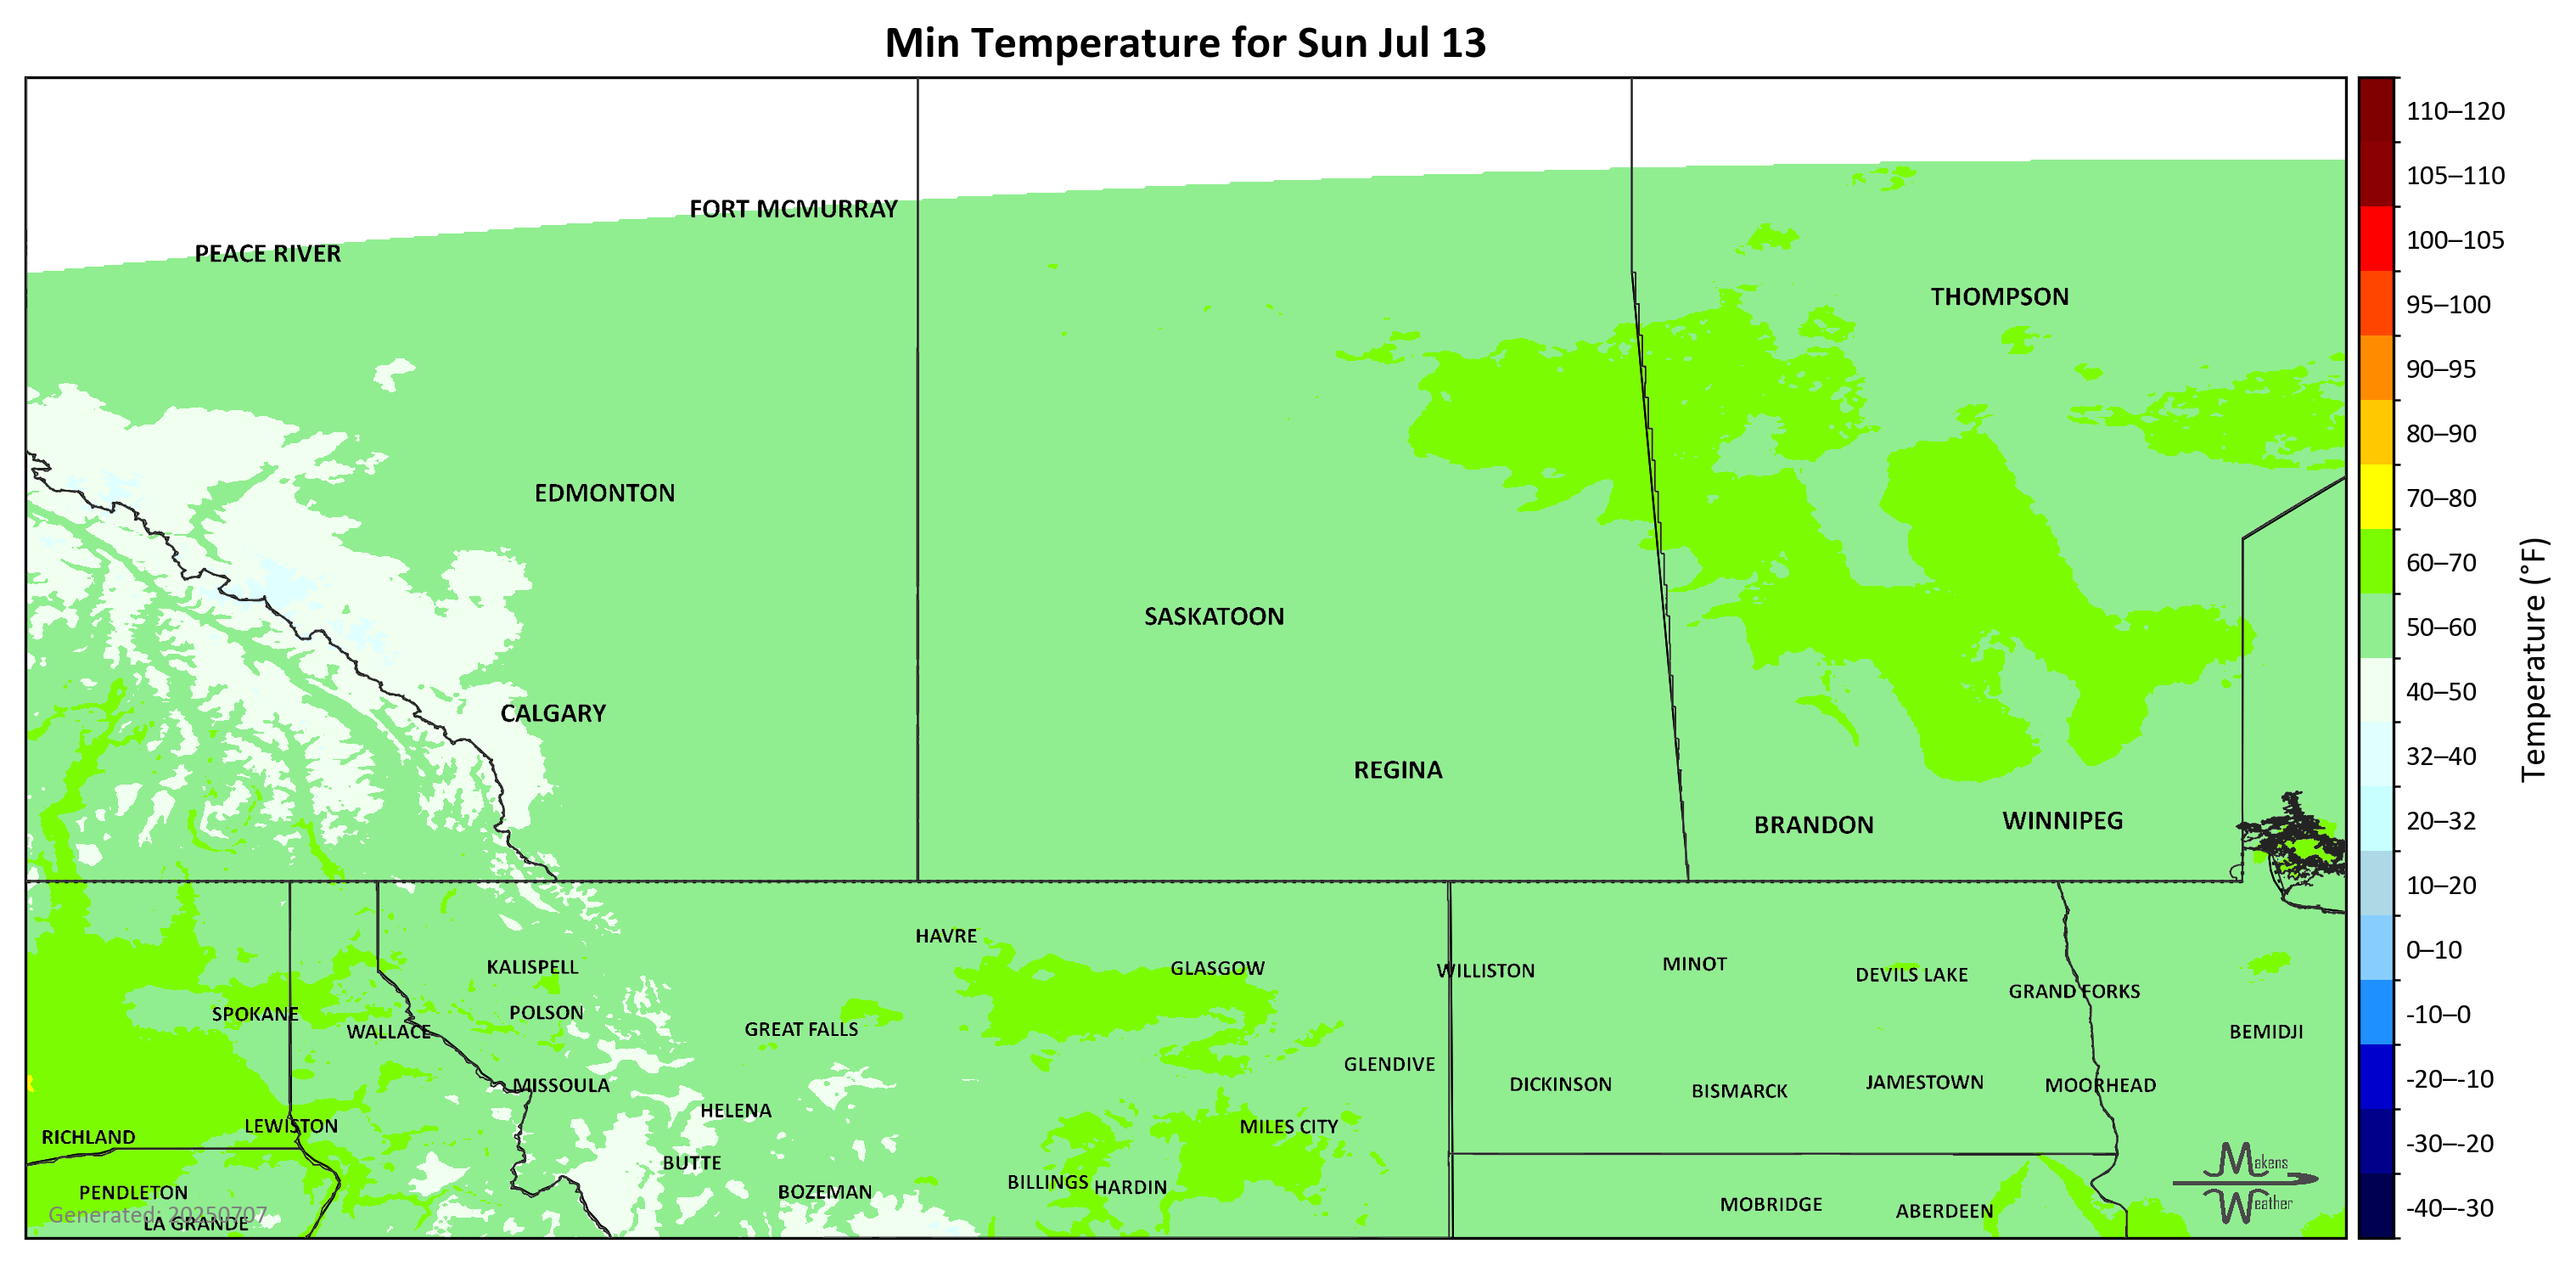 Min Temperature for Sun Jul 13
FORT MCMURRAY
PEACE RIVER
THOMPSON
EDMONTON
SASKATOON
CALGARY
REGINA
BRANDON
WINNIPEG
HAVRE
KALISPELL
GLASGOW
WILLISTON
MINOT
DEVILS LAKE
GRAND FORKS
SPOKANE
POLSON
WALLACE
GREAT FALLS
BEMIDJI
GLENDIVE
MISSOULA
DICKINSON
BISMARCK
JAMESTOWN
MOORHEAD
HELENA
LEWISTON
MILES CITY
RICHLAND
BUTTE
BILLINGS
HARDIN
PENDLETON
BOZEMAN
MOBRIDGE
ABERDEEN
Generated: 20250707
LA GRANDE
Makens
Weather
110–120
105–110
100–105
95–100
90–95
80–90
70–80
60–70
50–60
40–50
32–40
20–32
10–20
0–10
-10–0
-20–-10
-30–-20
-40–-30
Temperature (°F)